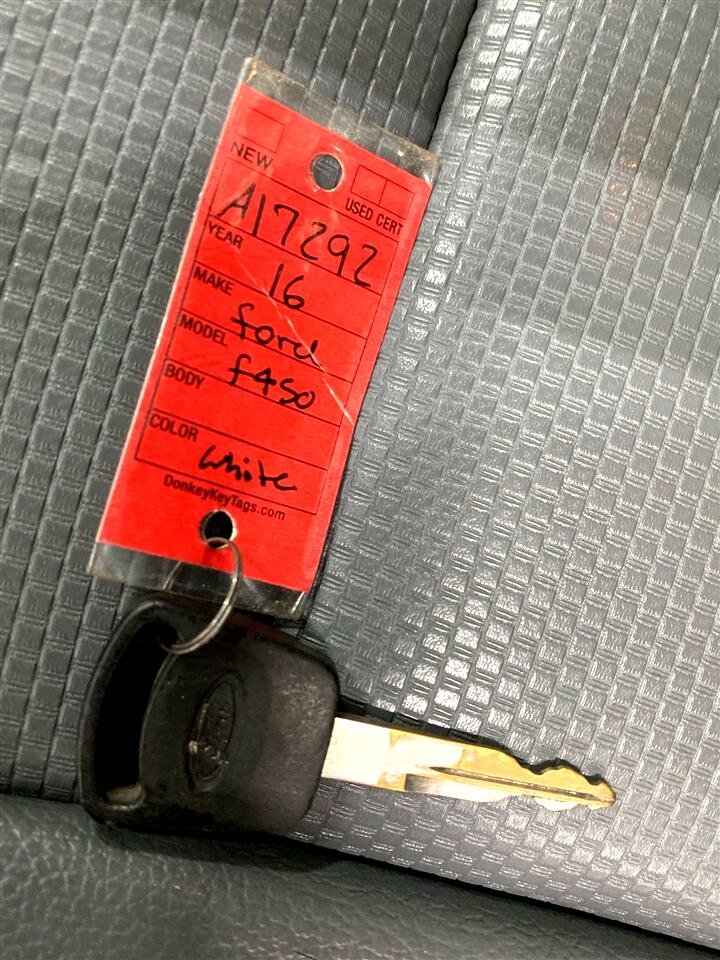 NEW
USED CERT
A17292
YEAR 16
MAKE ford
MODEL f450
BODY
COLOR white
DonkeyKeyTags.com